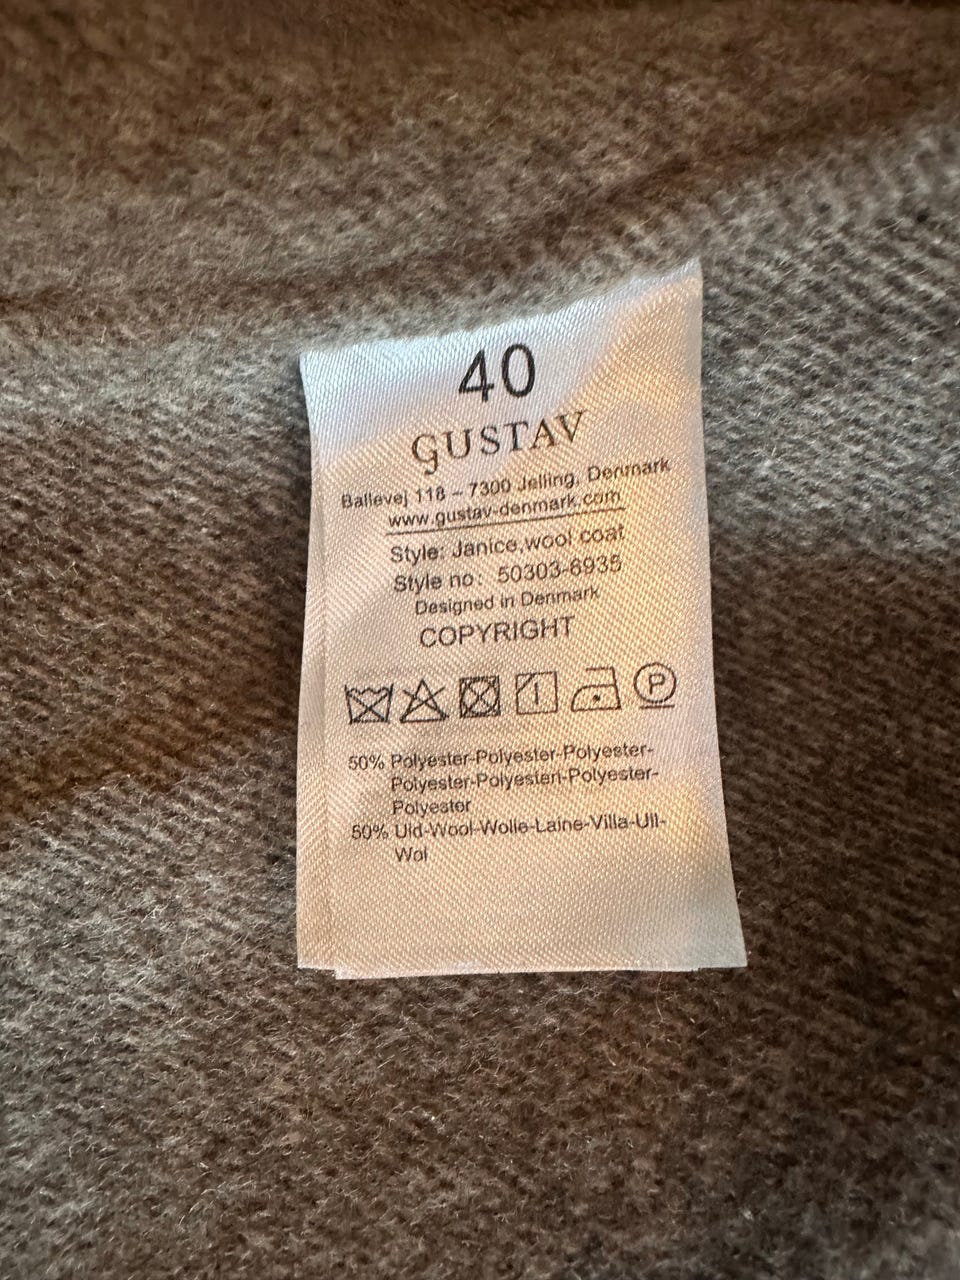 40
GUSTAV
Ballevej 118 – 7300 Jelling, Denmark
www.gustav-denmark.com
Style: Janice,wool coat
Style no: 50303-6935
Designed in Denmark
COPYRIGHT
P
50% Polyester-Polyester-Polyester-
Polyester-Polyesteri-Polyester-
Polyester
50% Uld-Wool-Wolle-Laine-Villa-Ull-
Wol